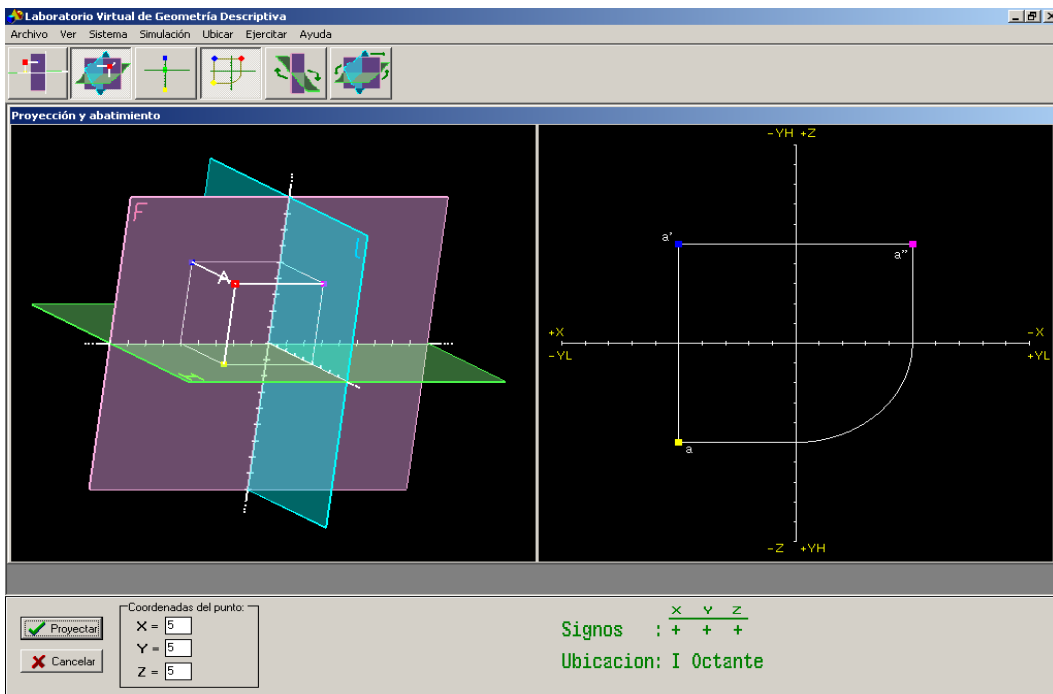 Laboratorio Virtual de Geometría Descriptiva
Archivo Ver Sistema Simulación Ubicar Ejercitar Ayuda
Proyección y abatimiento
F
A
-YH +Z
a'
a"
+X
-X
-YL
+YL
a
-Z +YH
Proyectar
Cancelar
Coordenadas del punto:
X = 5
Y = 5
Z = 5
X Y Z
Signos : + + +
Ubicacion: I Octante